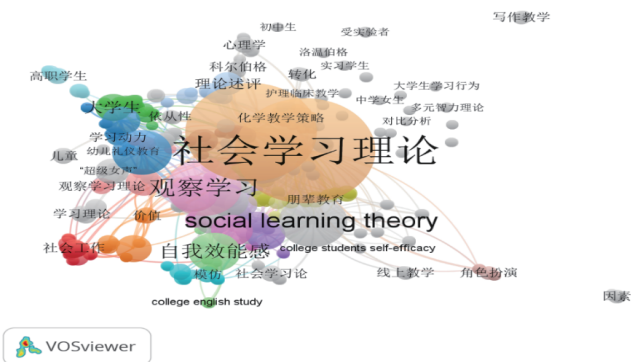 写作教学
初中生
受实验者
心理学
洛温伯格
科尔伯格
实习学生
高职学生
转化
理论述评
大学生学习行为
护理临床教学
中学女生
大学生
多元智力理论
依从性
化学教学策略
对比分析
学习动力
社会学习理论
幼儿礼仪教育
儿童
"超级女声"
观察学习理论
观察学习
朋辈教育
学习理论
价值
social learning theory
社会工作
自我效能感
college students self-efficacy
模仿
社会学习论
线上教学
角色扮演
因素
college english study
VOSviewer